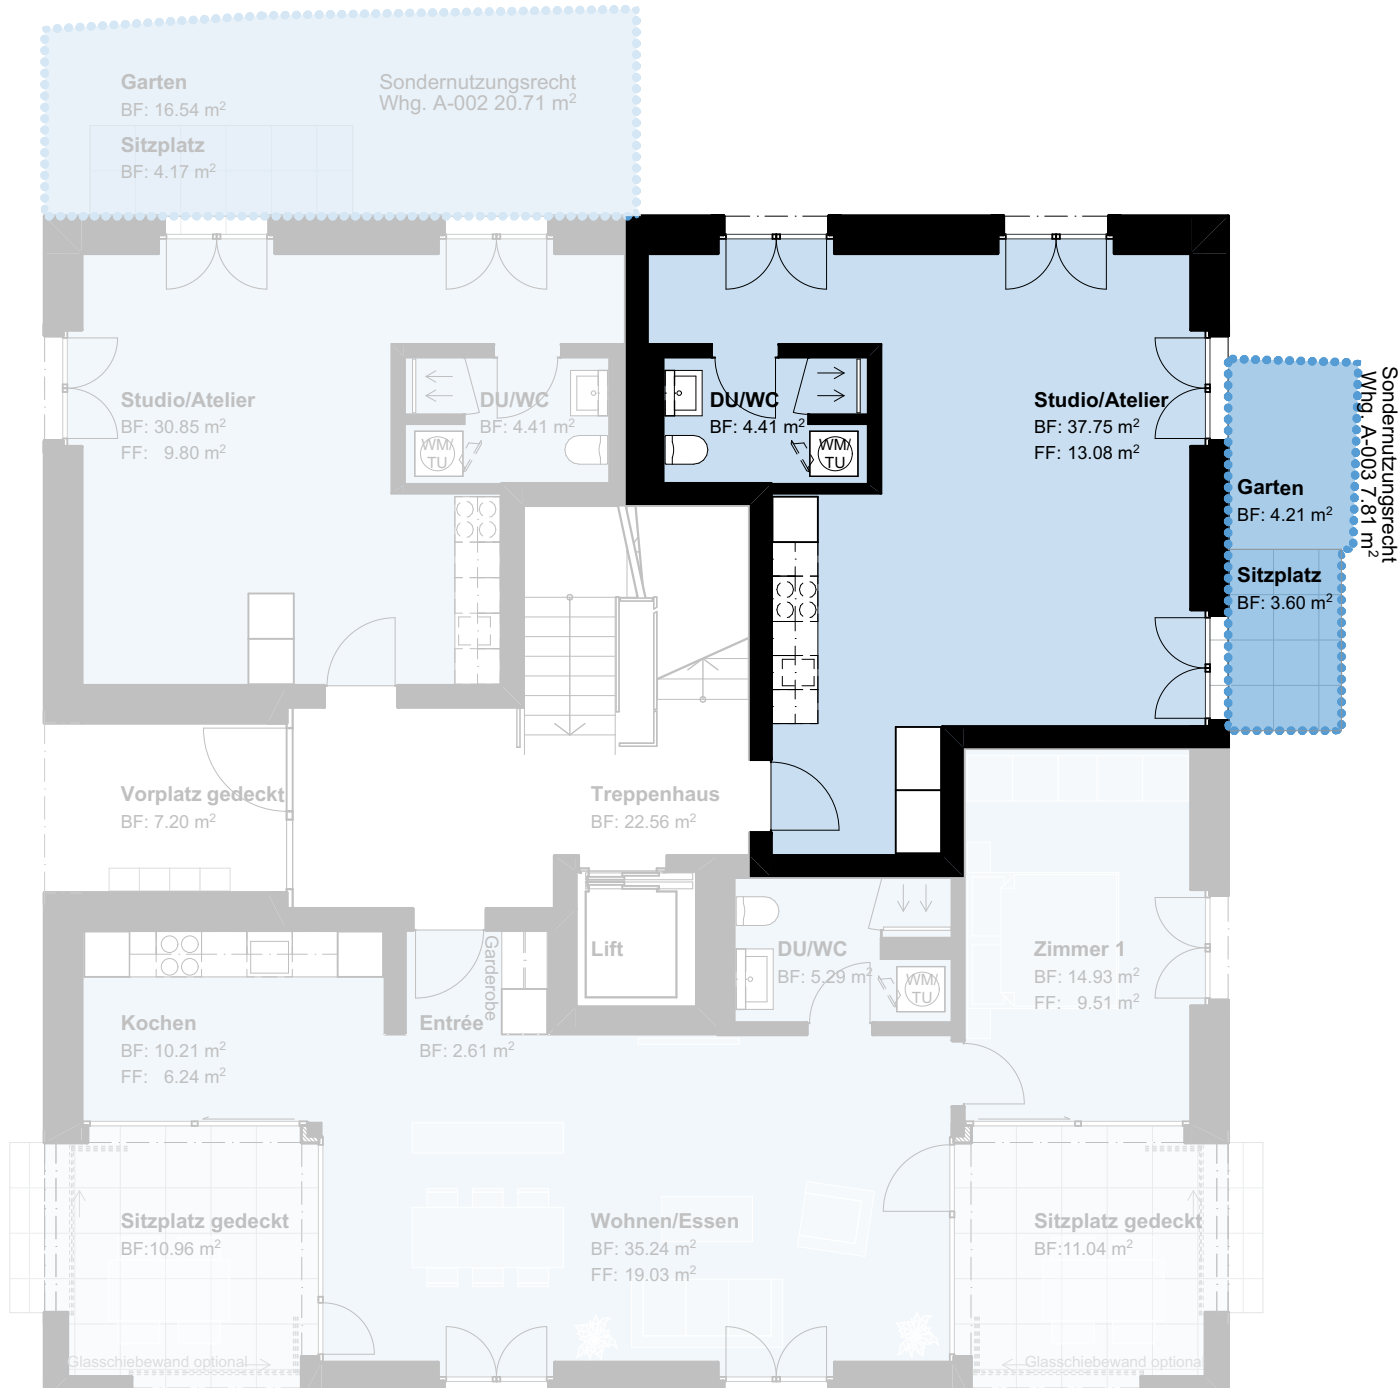 Garten
BF: 16.54 m²
Sondernutzungsrecht
Whg. A-002 20.71 m²
Sitzplatz
BF: 4.17 m²
Studio/Atelier
BF: 30.85 m²
FF: 9.80 m²
DU/WC
BF: 4.41 m²
WM/
TU
DU/WC
BF: 4.41 m²
WM/
TU
Studio/Atelier
BF: 37.75 m²
FF: 13.08 m²
Sondernutzungsrecht
Whg. A-003 7.81 m²
Garten
BF: 4.21 m²
Sitzplatz
BF: 3.60 m²
Vorplatz gedeckt
BF: 7.20 m²
Treppenhaus
BF: 22.56 m²
Lift
Garderobe
DU/WC
BF: 5.29 m²
WM/
TU
Zimmer 1
BF: 14.93 m²
FF: 9.51 m²
Kochen
BF: 10.21 m²
FF: 6.24 m²
Entrée
BF: 2.61 m²
Sitzplatz gedeckt
BF:10.96 m²
Wohnen/Essen
BF: 35.24 m²
FF: 19.03 m²
Sitzplatz gedeckt
BF:11.04 m²
Glasschiebewand optional
Glasschiebewand optional